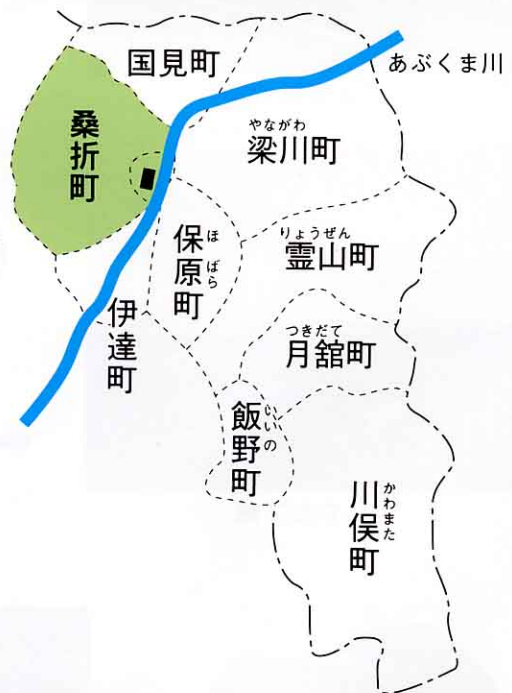 国見町
あぶくま川
桑折町
やながわ
梁川町
ほばら
保原町
りょうぜん
霊山町
伊達町
つきだて
月舘町
いいの
飯野町
かわまた
川俣町